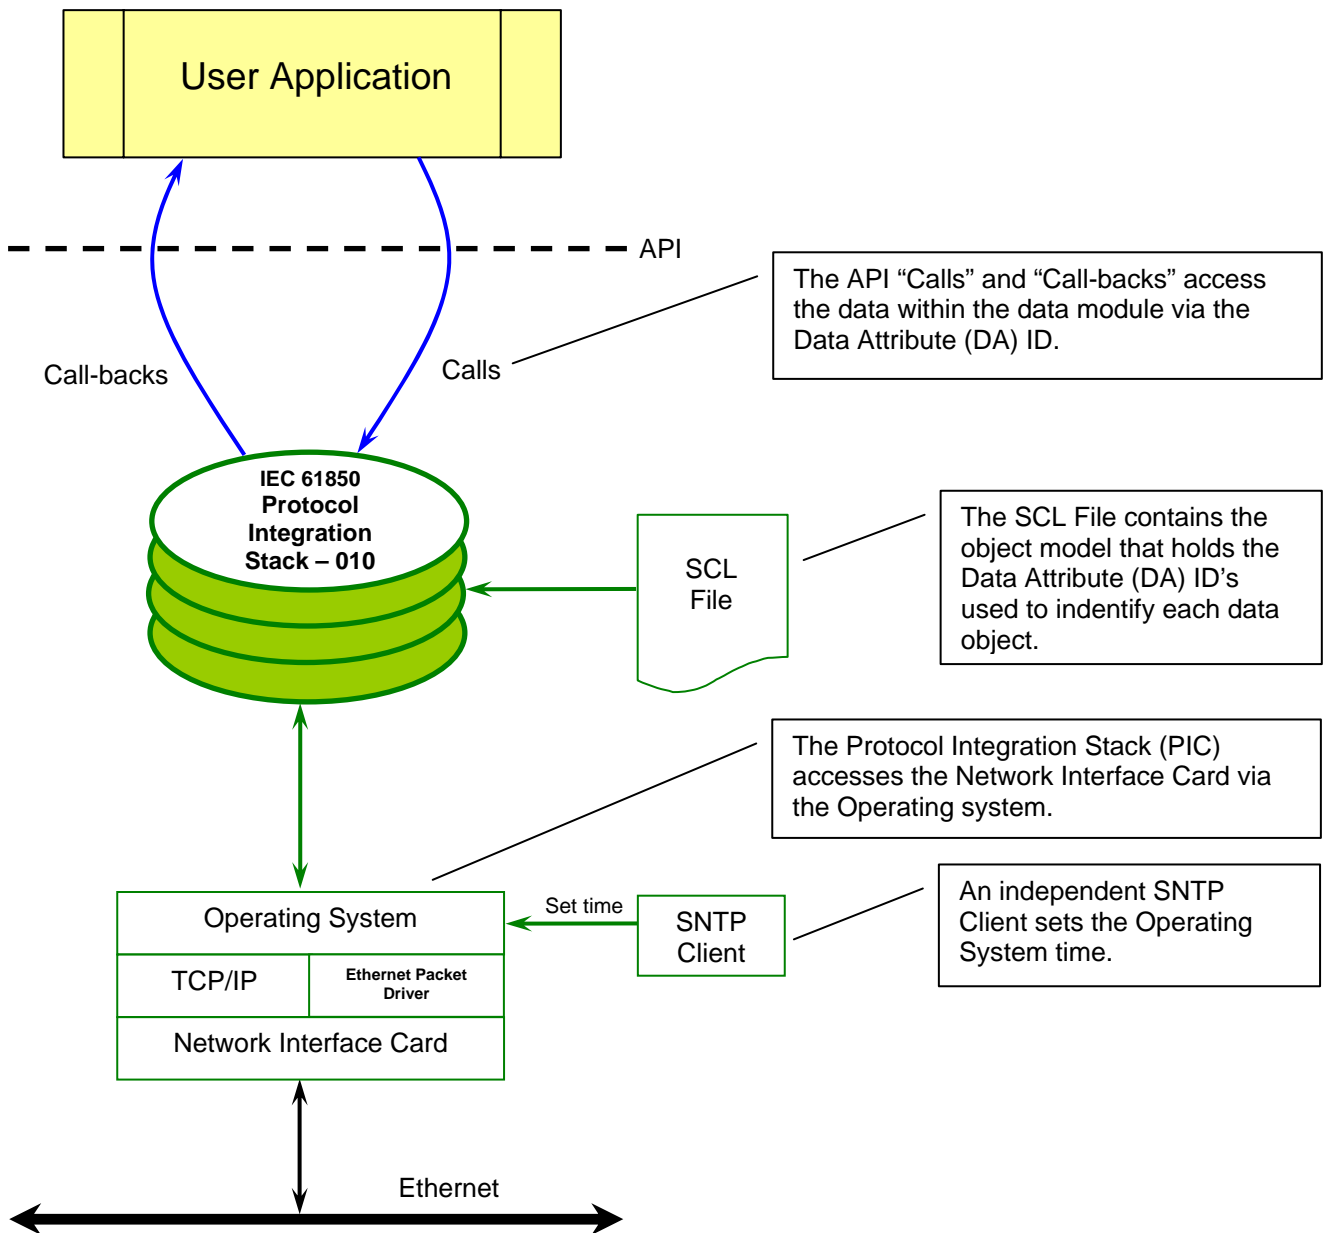 User Application
API
The API “Calls” and “Call-backs” access
the data within the data module via the
Data Attribute (DA) ID.
Call-backs
Calls
IEC 61850
Protocol
Integration
Stack – 010
SCL
File
The SCL File contains the
object model that holds the
Data Attribute (DA) ID’s
used to indentify each data
object.
The Protocol Integration Stack (PIC)
accesses the Network Interface Card via
the Operating system.
Operating System
Set time
SNTP
Client
An independent SNTP
Client sets the Operating
System time.
TCP/IP
Ethernet Packet
Driver
Network Interface Card
Ethernet